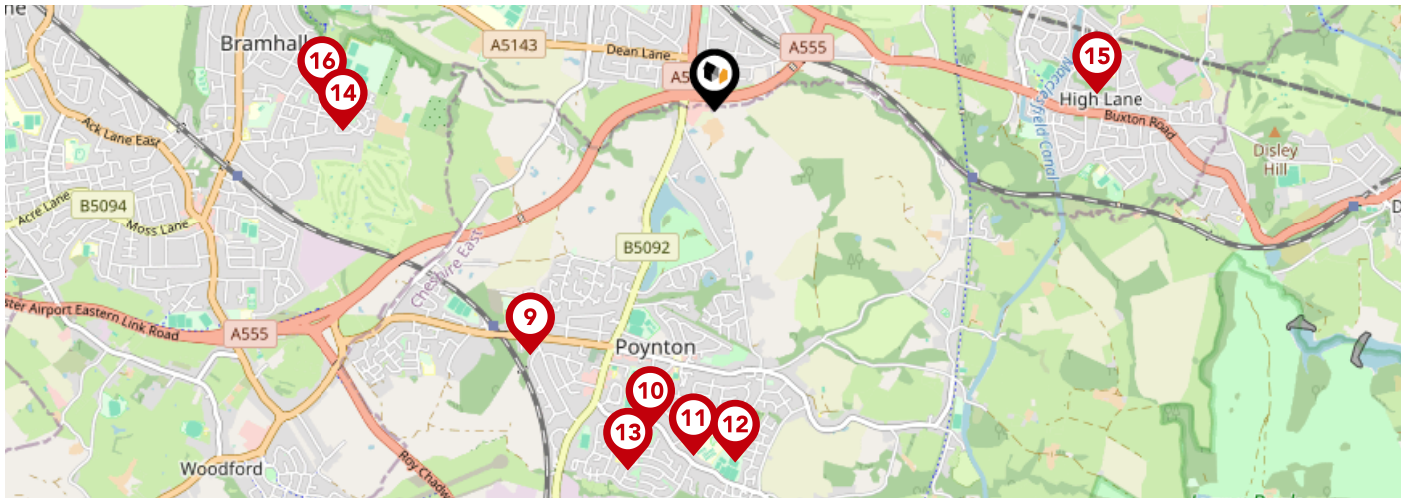 ne
Bramhall
A5143
Dean Lane
A555
A5
16
14
15
High Lane
Buxton Road
Macclesfield Canal
Disley
Hill
Ack Lane East
B5094
Acre Lane
Moss Lane
B5092
Cheshire East
D
ster Airport Eastern Link Road
A555
9
Poynton
10
11
12
13
Roy Chadw
Woodford